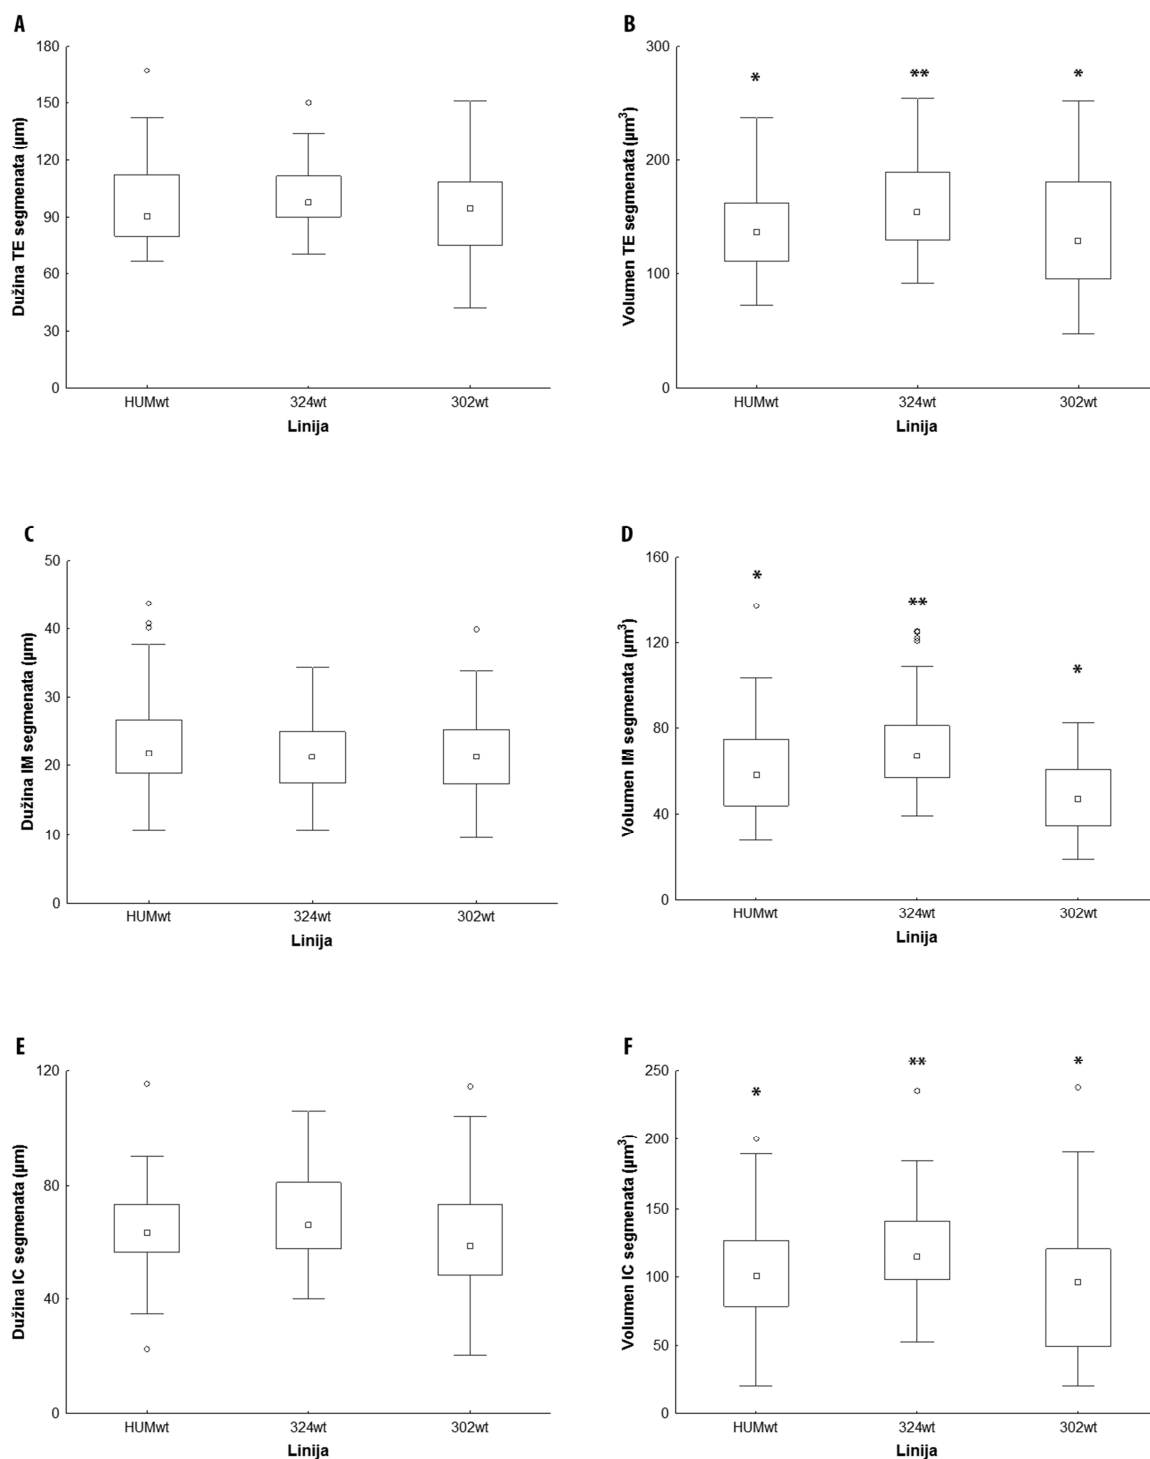 A
Dužina TE segmenata (µm)
180
150
120
90
60
30
0
HUMwt 324wt 302wt
Linija
B
Volumen TE segmenata (µm³)
300
200
100
0
* ** *
HUMwt 324wt 302wt
Linija
C
Dužina IM segmenata (µm)
50
40
30
20
10
0
HUMwt 324wt 302wt
Linija
D
Volumen IM segmenata (µm³)
160
120
80
40
0
* ** *
HUMwt 324wt 302wt
Linija
E
Dužina IC segmenata (µm)
120
80
40
0
HUMwt 324wt 302wt
Linija
F
Volumen IC segmenata (µm³)
250
200
150
100
50
0
* ** *
HUMwt 324wt 302wt
Linija